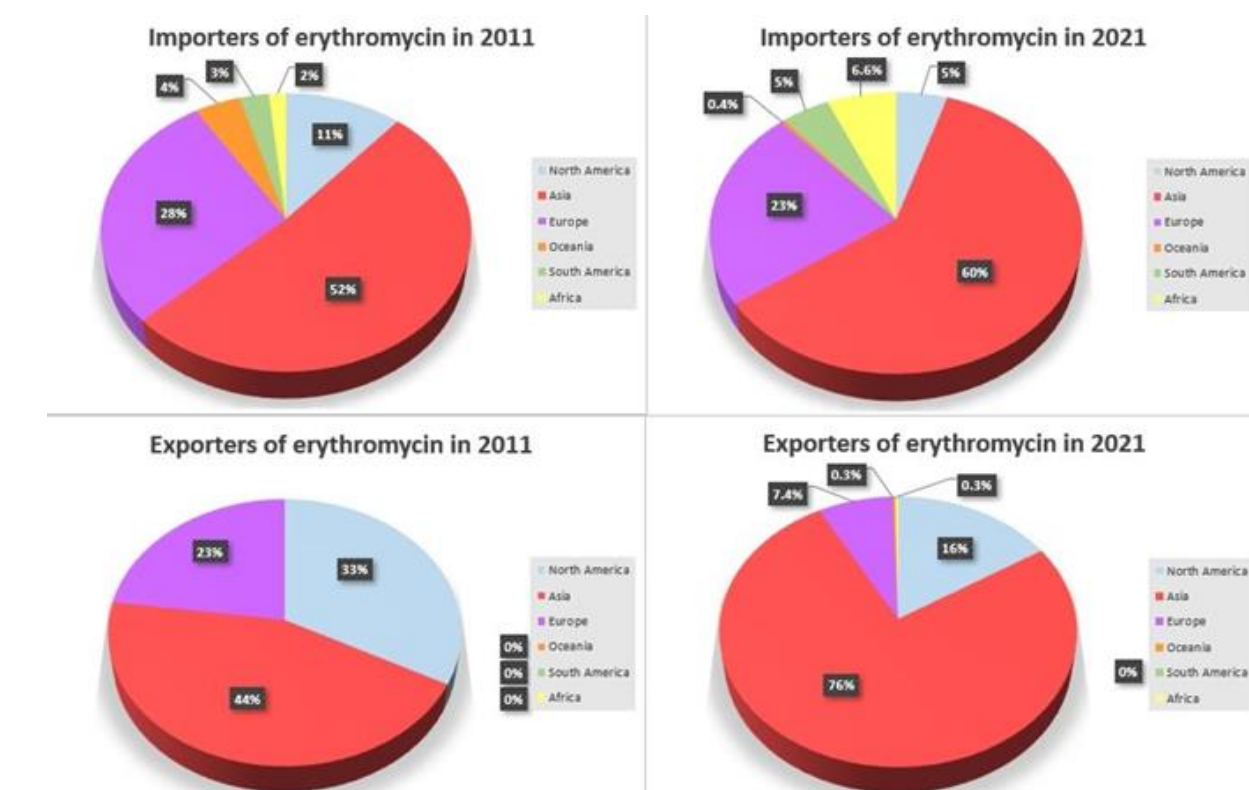 Importers of erythromycin in 2011
3%
2%
4%
11%
28%
52%
North America
Asia
Europe
Oceania
South America
Africa
Importers of erythromycin in 2021
6.6%
5%
5%
0.4%
23%
60%
North America
Asia
Europe
Oceania
South America
Africa
Exporters of erythromycin in 2011
23%
33%
44%
North America
Asia
Europe
0% Oceania
0% South America
0% Africa
Exporters of erythromycin in 2021
0.3%
0.3%
7.4%
16%
76%
North America
Asia
Europe
Oceania
0% South America
Africa